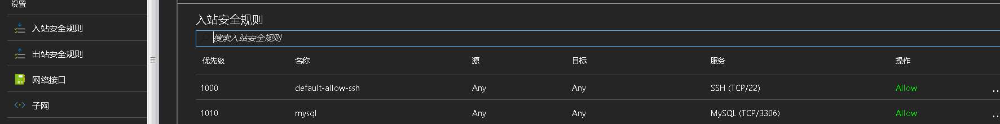 设置
入站安全规则
出站安全规则
网络接口
子网
入站安全规则
搜索入站安全规则
优先级 名称 源 目标 服务 操作
1000 default-allow-ssh Any Any SSH (TCP/22) Allow
1010 mysql Any Any MySQL (TCP/3306) Allow